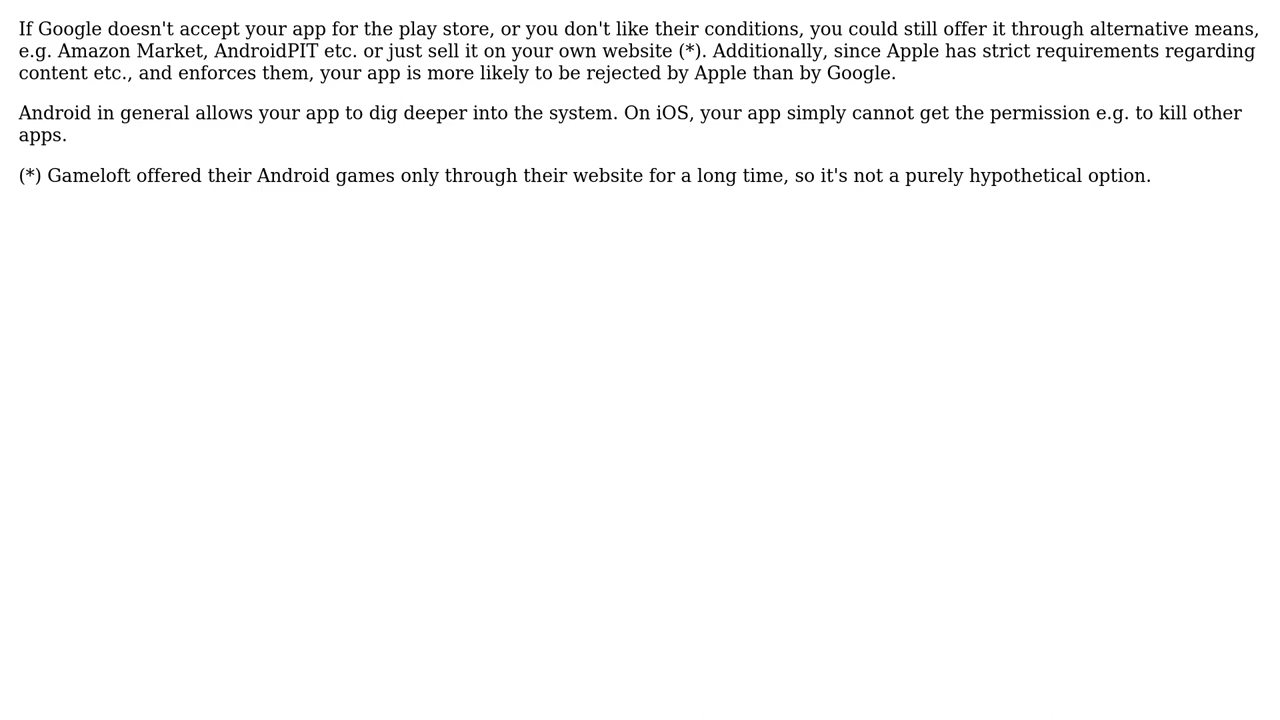 If Google doesn't accept your app for the play store, or you don't like their conditions, you could still offer it through alternative means,
e.g. Amazon Market, AndroidPIT etc. or just sell it on your own website (*). Additionally, since Apple has strict requirements regarding
content etc., and enforces them, your app is more likely to be rejected by Apple than by Google.
Android in general allows your app to dig deeper into the system. On iOS, your app simply cannot get the permission e.g. to kill other
apps.
(*) Gameloft offered their Android games only through their website for a long time, so it's not a purely hypothetical option.